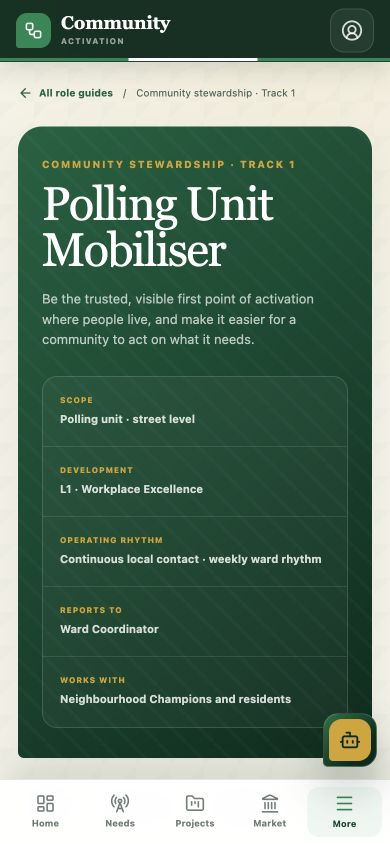 Community
ACTIVATION
All role guides / Community stewardship · Track 1
COMMUNITY STEWARDSHIP · TRACK 1
Polling Unit
Mobiliser
Be the trusted, visible first point of activation
where people live, and make it easier for a
community to act on what it needs.
SCOPE
Polling unit · street level
DEVELOPMENT
L1 · Workplace Excellence
OPERATING RHYTHM
Continuous local contact · weekly ward rhythm
REPORTS TO
Ward Coordinator
WORKS WITH
Neighbourhood Champions and residents
Home
Needs
Projects
Market
More